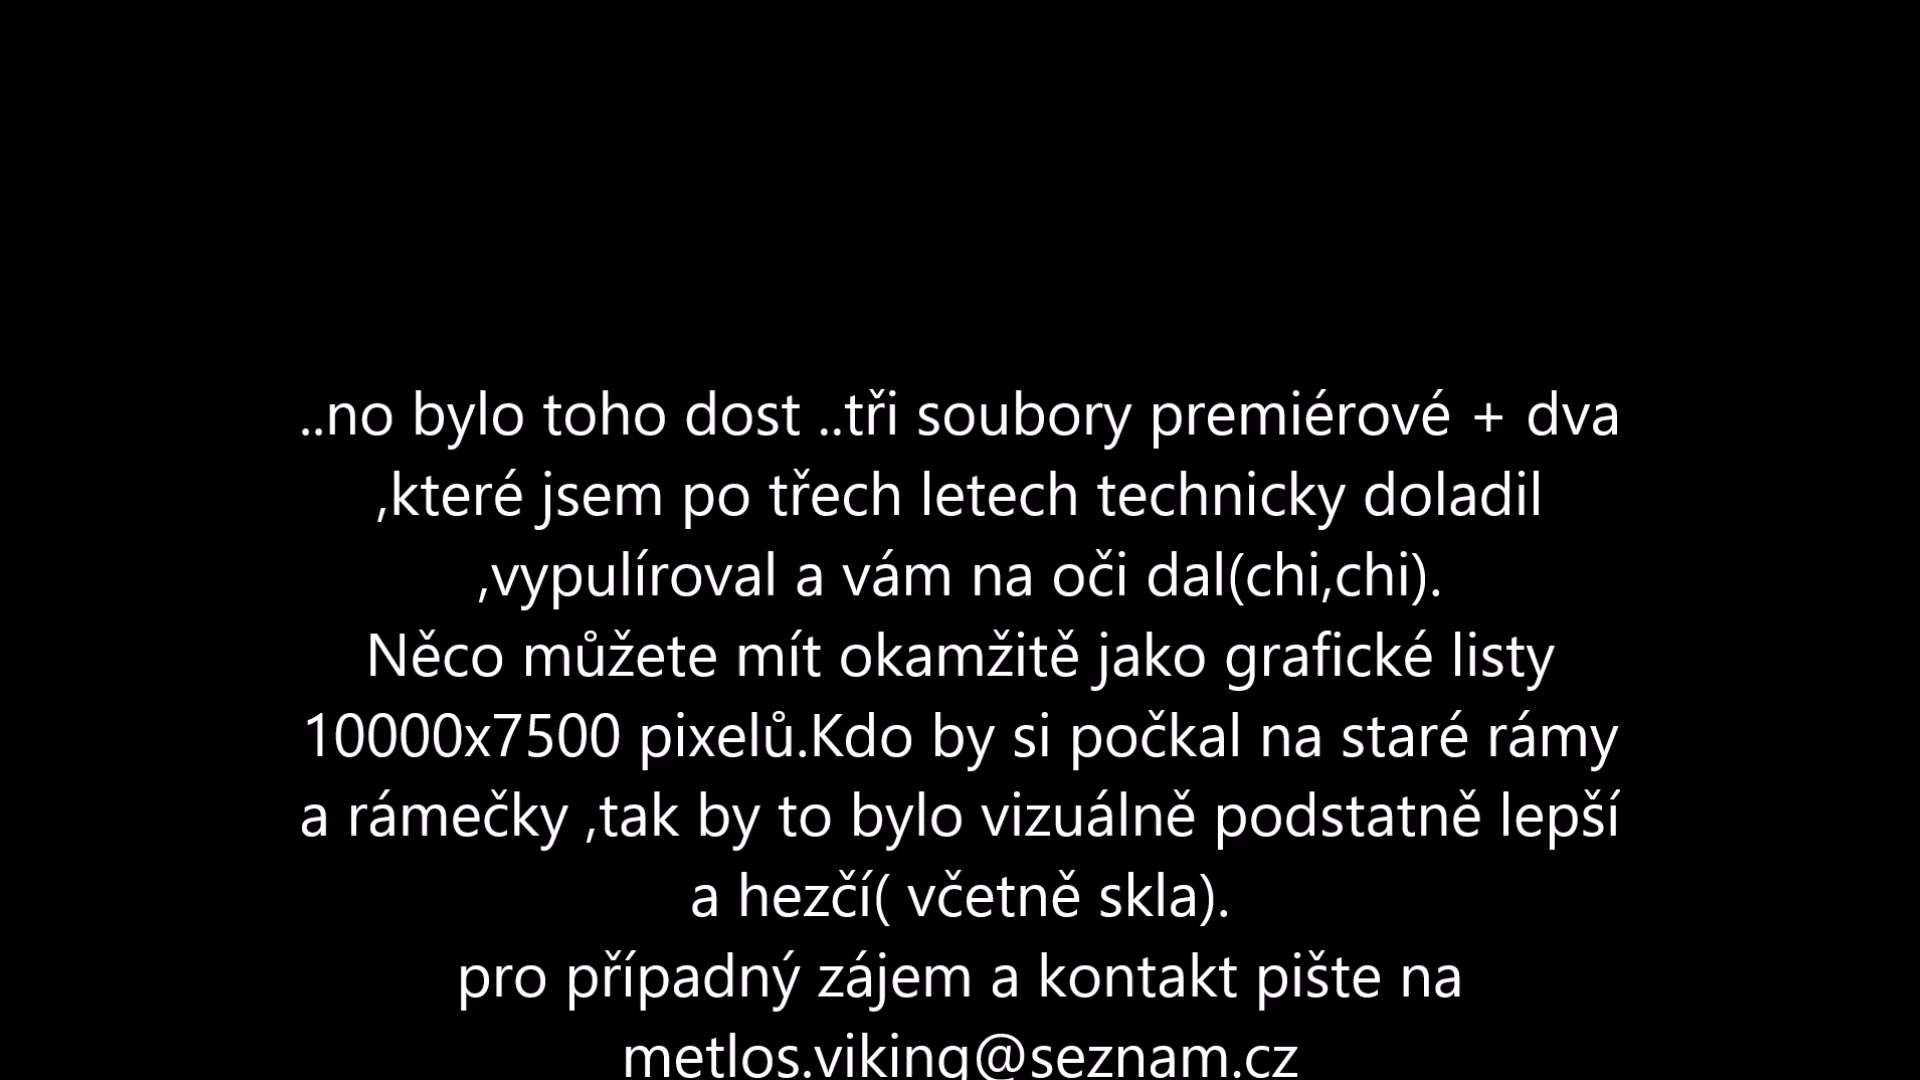 ..no bylo toho dost ..tři soubory premiérové + dva
,které jsem po třech letech technicky doladil
,vypulíroval a vám na oči dal(chi,chi).
Něco můžete mít okamžitě jako grafické listy
10000x7500 pixelů.Kdo by si počkal na staré rámy
a rámečky ,tak by to bylo vizuálně podstatně lepší
a hezčí( včetně skla).
pro případný zájem a kontakt pište na
metlos.viking@seznam.cz